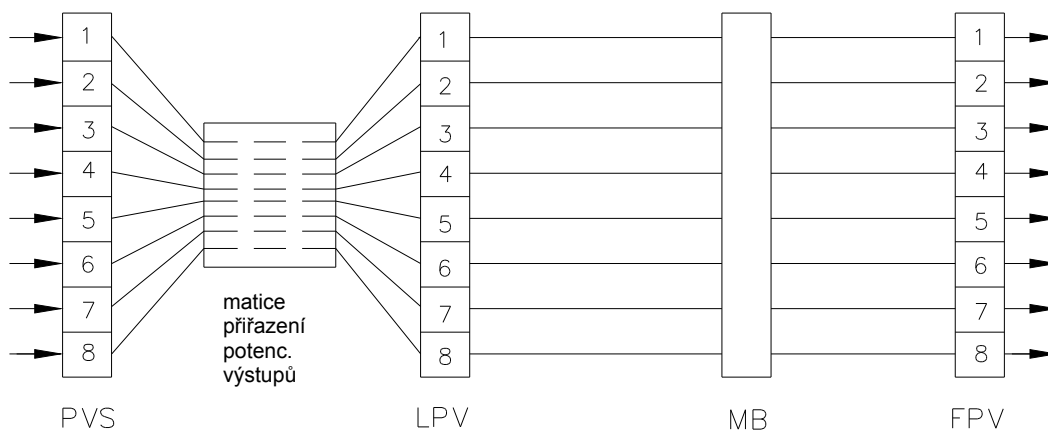 1 1 1
2 2 2
3 3 3
4 4 4
5 5 5
6 6 6
7 7 7
8 8 8
matice
přiřazení
potenc.
výstupů
PVS LPV MB FPV